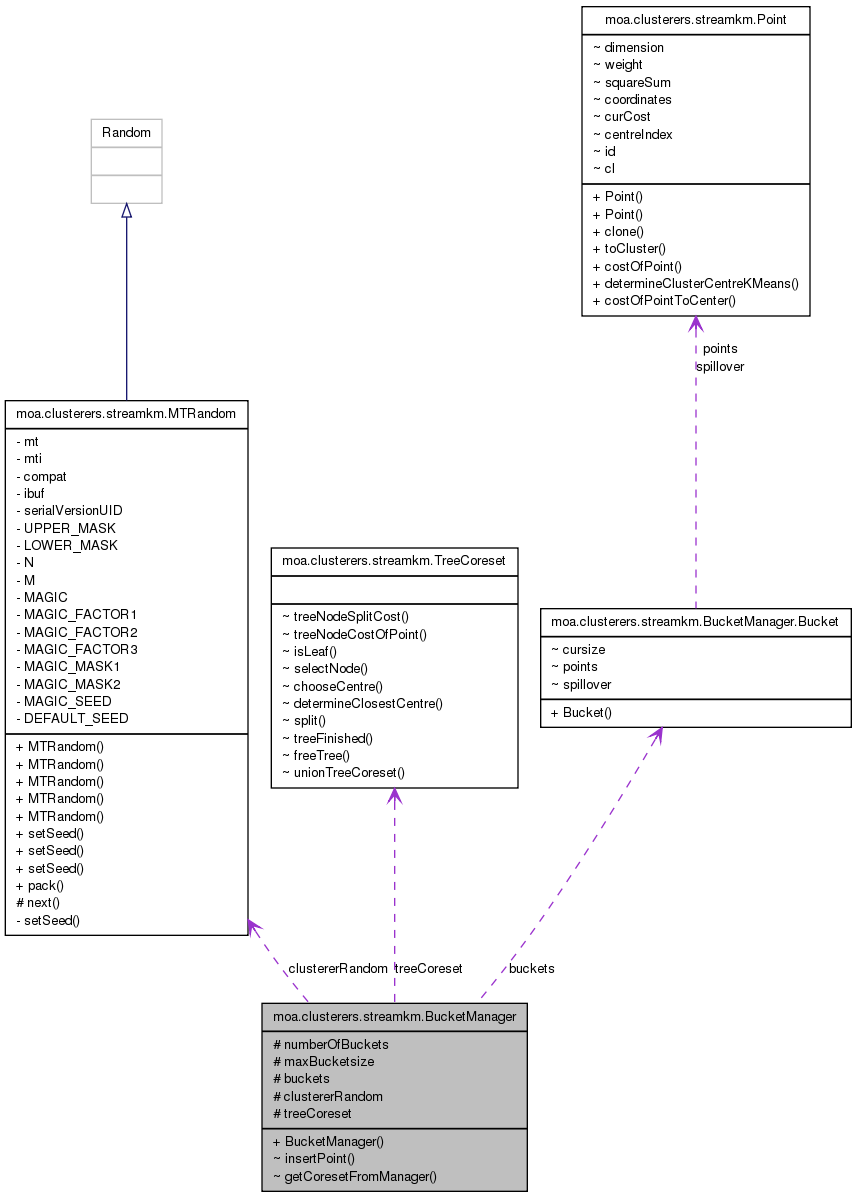 moa.clusterers.streamkm.Point
~ dimension
~ weight
~ squareSum
~ coordinates
~ curCost
~ centreIndex
~ id
~ cl
+ Point()
+ Point()
+ clone()
+ toCluster()
+ costOfPoint()
+ determineClusterCentreKMeans()
+ costOfPointToCenter()
Random
points
spillover
moa.clusterers.streamkm.MTRandom
- mt
- mti
- compat
- ibuf
- serialVersionUID
- UPPER_MASK
- LOWER_MASK
- N
- M
- MAGIC
- MAGIC_FACTOR1
- MAGIC_FACTOR2
- MAGIC_FACTOR3
- MAGIC_MASK1
- MAGIC_MASK2
- MAGIC_SEED
- DEFAULT_SEED
+ MTRandom()
+ MTRandom()
+ MTRandom()
+ MTRandom()
+ MTRandom()
+ setSeed()
+ setSeed()
+ setSeed()
+ pack()
# next()
- setSeed()
moa.clusterers.streamkm.TreeCoreset
~ treeNodeSplitCost()
~ treeNodeCostOfPoint()
~ isLeaf()
~ selectNode()
~ chooseCentre()
~ determineClosestCentre()
~ split()
~ treeFinished()
~ freeTree()
~ unionTreeCoreset()
moa.clusterers.streamkm.BucketManager.Bucket
~ cursize
~ points
~ spillover
+ Bucket()
clustererRandom
treeCoreset
buckets
moa.clusterers.streamkm.BucketManager
# numberOfBuckets
# maxBucketsize
# buckets
# clustererRandom
# treeCoreset
+ BucketManager()
~ insertPoint()
~ getCoresetFromManager()